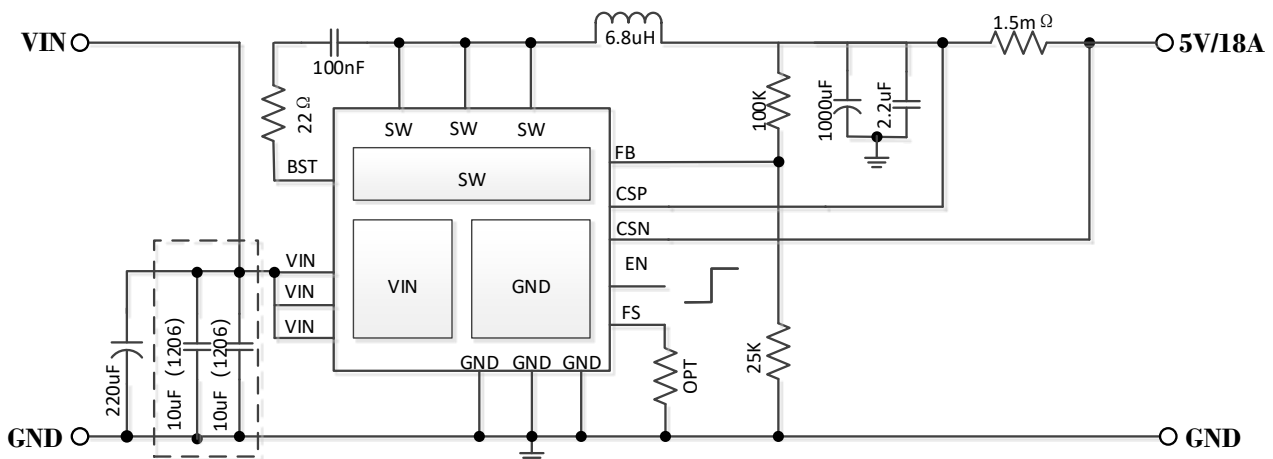 VIN
100nF
6.8uH
1.5mΩ
5V/18A
22Ω
BST
SW
SW
SW
SW
FB
100K
1000uF
2.2uF
CSP
CSN
EN
FS
VIN
VIN
VIN
VIN
GND
220uF
10uF (1206)
10uF (1206)
GND
GND
GND
OPT
25K
GND
GND